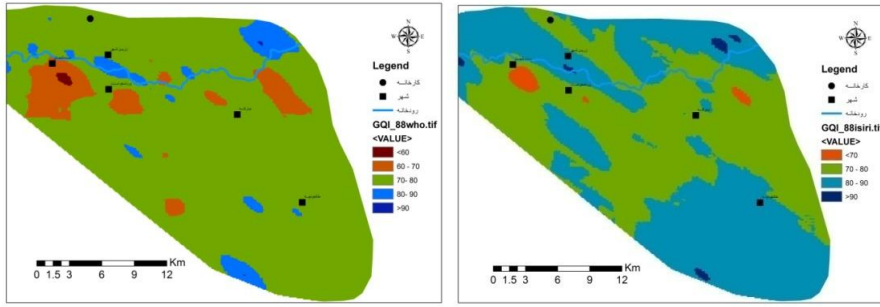 N
W E
S
Legend
کارخانه
شهر
رودخانه
GQI_88who.tif
<VALUE>
<60
60 - 70
70 - 80
80 - 90
>90
Km
0 1.5 3 6 9 12
N
W E
S
Legend
کارخانه
شهر
رودخانه
GQI_88isiri.tif
<VALUE>
<70
70 - 80
80 - 90
>90
Km
0 1.5 3 6 9 12